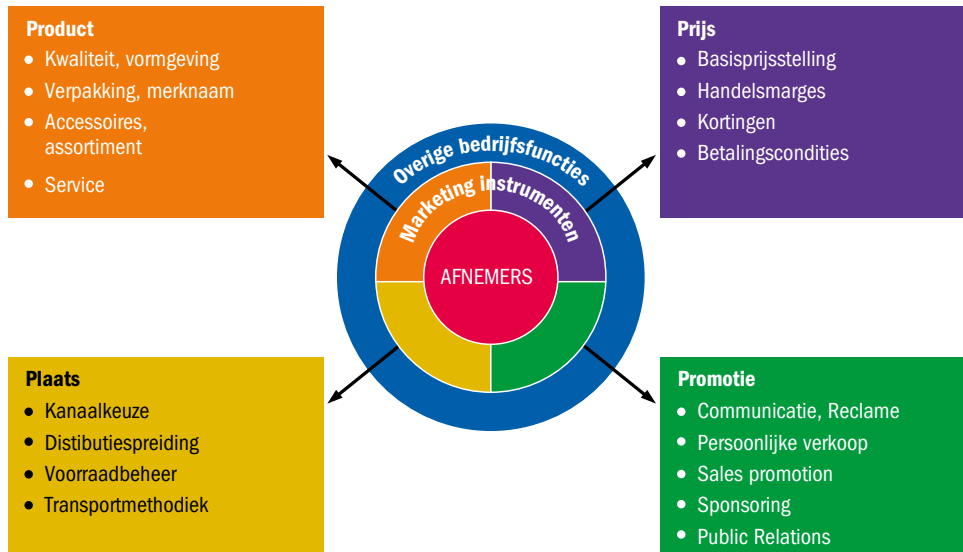 Product
Kwaliteit, vormgeving
Verpakking, merknaam
Accessoires,
assortiment
Service
Prijs
Basisprijsstelling
Handelsmarges
Kortingen
Betalingscondities
Overige bedrijfsfuncties
Marketing instrumenten
AFNEMERS
Plaats
Kanaalkeuze
Distibutiespreiding
Voorraadbeheer
Transportmethodiek
Promotie
Communicatie, Reclame
Persoonlijke verkoop
Sales promotion
Sponsoring
Public Relations